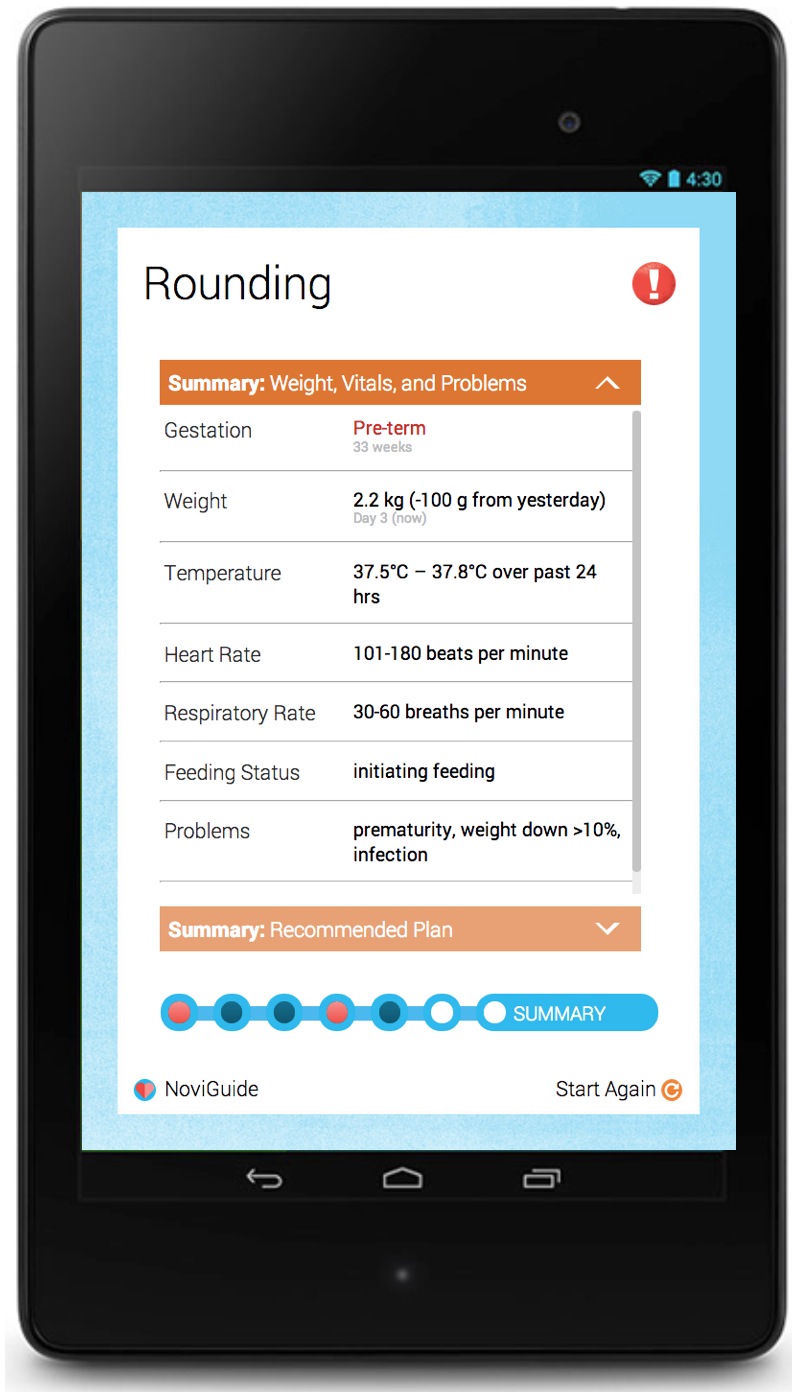 4:30
Rounding
Summary: Weight, Vitals, and Problems
Gestation
Pre-term
33 weeks
Weight
2.2 kg (-100 g from yesterday)
Day 3 (now)
Temperature
37.5°C – 37.8°C over past 24
hrs
Heart Rate
101-180 beats per minute
Respiratory Rate
30-60 breaths per minute
Feeding Status
initiating feeding
Problems
prematurity, weight down >10%,
infection
Summary: Recommended Plan
SUMMARY
NoviGuide
Start Again